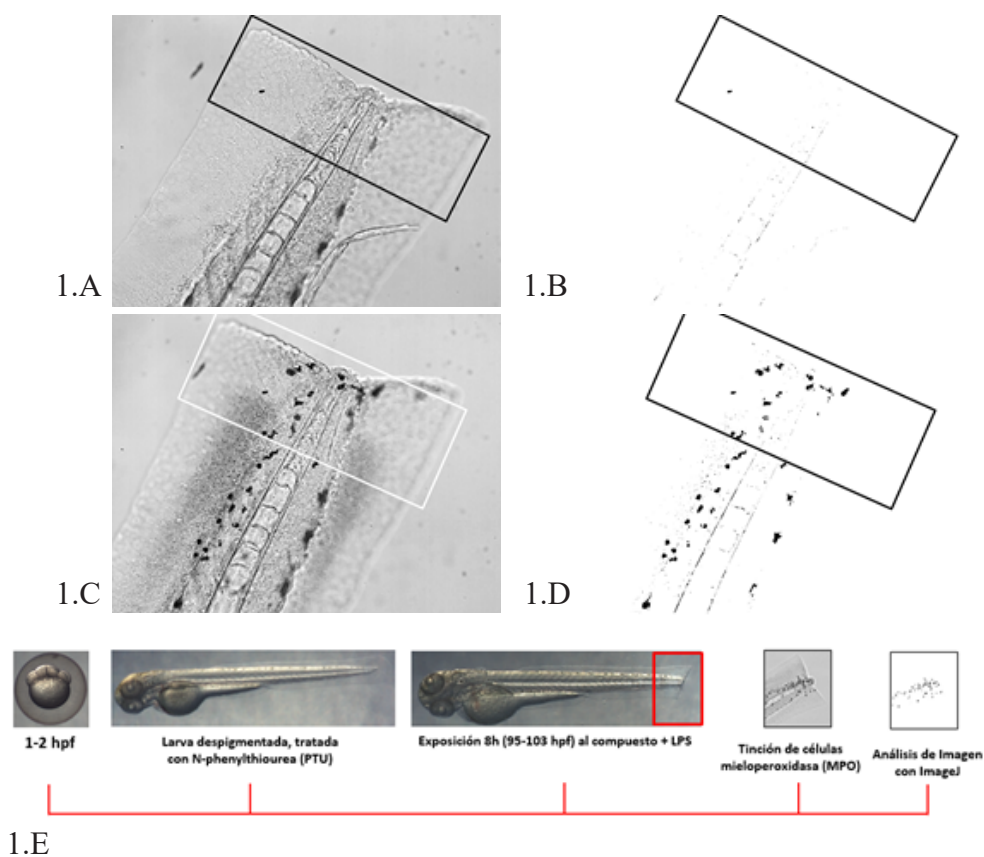 1.A
1.B
1.C
1.D
1-2 hpf
Larva despigmentada, tratada
con N-phenylthiourea (PTU)
Exposición 8h (95-103 hpf) al compuesto + LPS
Tinción de células
mieloperoxidasa (MPO)
Análisis de Imagen
con ImageJ
1.E